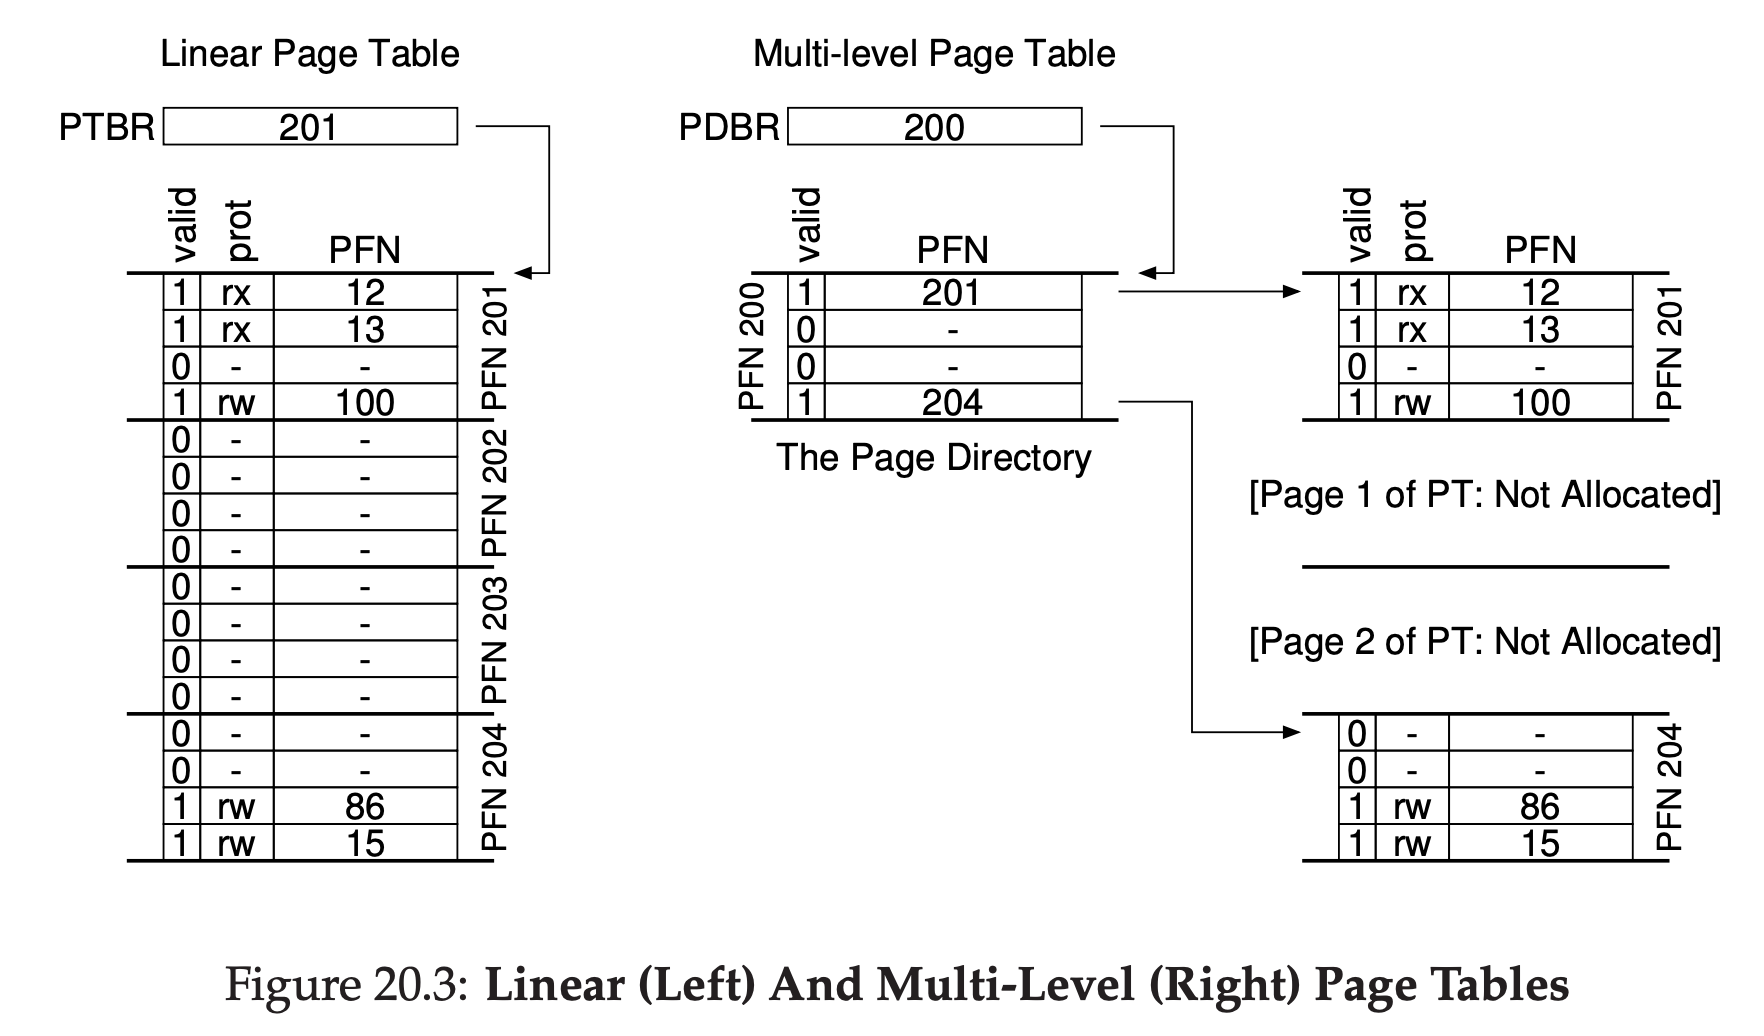 Linear Page Table
PTBR 201
valid prot PFN
1 rx 12
1 rx 13
0 - -
1 rw 100
PFN 201
0 - -
0 - -
0 - -
0 - -
PFN 202
0 - -
0 - -
0 - -
0 - -
PFN 203
0 - -
0 - -
1 rw 86
1 rw 15
PFN 204
Multi-level Page Table
PDBR 200
valid PFN
PFN 200
1 201
0 -
0 -
1 204
The Page Directory
valid prot PFN
1 rx 12
1 rx 13
0 - -
1 rw 100
PFN 201
[Page 1 of PT: Not Allocated]
[Page 2 of PT: Not Allocated]
0 - -
0 - -
1 rw 86
1 rw 15
PFN 204
Figure 20.3: Linear (Left) And Multi-Level (Right) Page Tables